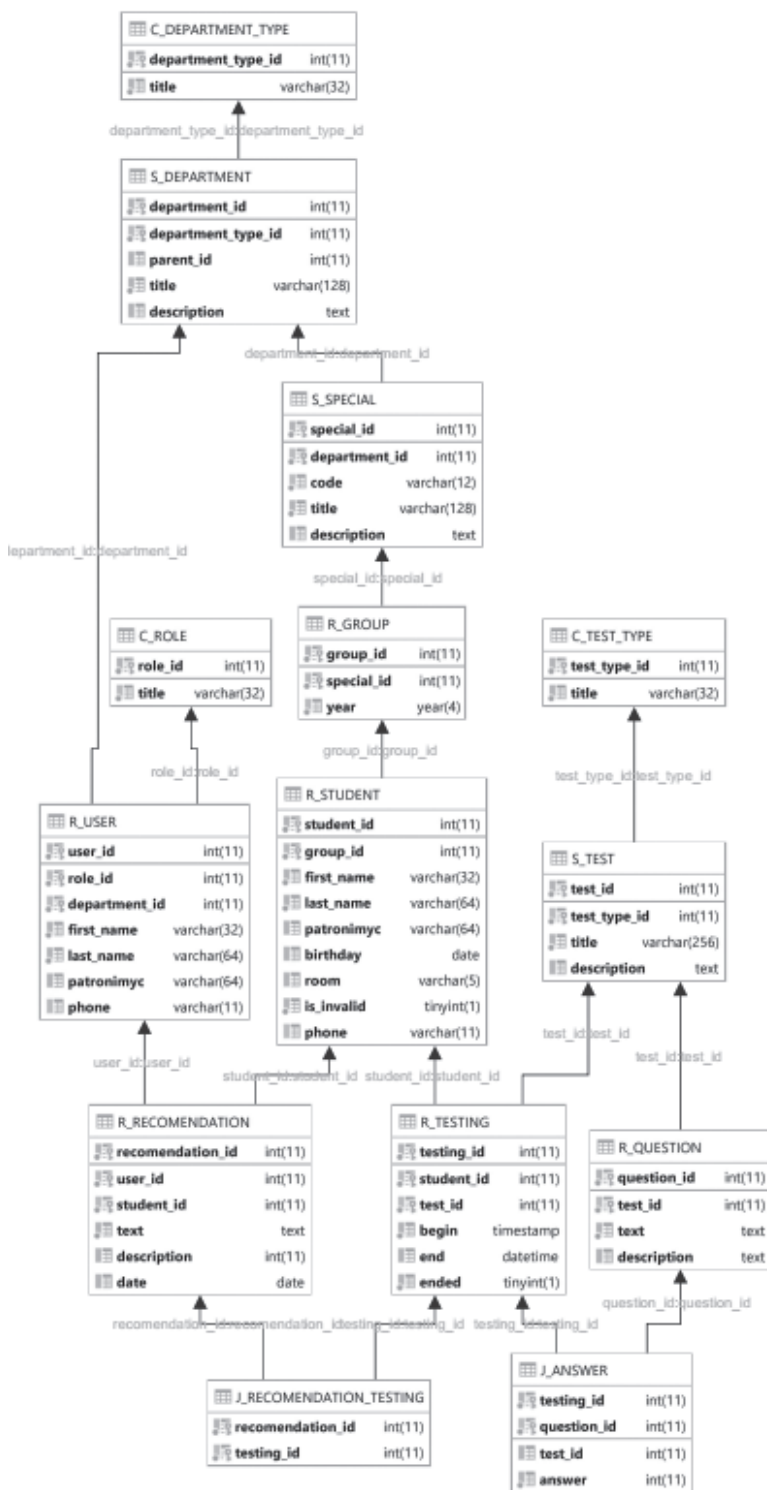 C_DEPARTMENT_TYPE
department_type_id int(11)
title varchar(32)
department_type_id:department_type_id
S_DEPARTMENT
department_id int(11)
department_type_id int(11)
parent_id int(11)
title varchar(128)
description text
department_id:department_id
S_SPECIAL
special_id int(11)
department_id int(11)
code varchar(12)
title varchar(128)
description text
department_id:department_id
special_id:special_id
C_ROLE
role_id int(11)
title varchar(32)
R_GROUP
group_id int(11)
special_id int(11)
year year(4)
C_TEST_TYPE
test_type_id int(11)
title varchar(32)
role_id:role_id
group_id:group_id
test_type_id:test_type_id
R_USER
user_id int(11)
role_id int(11)
department_id int(11)
first_name varchar(32)
last_name varchar(64)
patronimyc varchar(64)
phone varchar(11)
R_STUDENT
student_id int(11)
group_id int(11)
first_name varchar(32)
last_name varchar(64)
patronimyc varchar(64)
birthday date
room varchar(5)
is_invalid tinyint(1)
phone varchar(11)
S_TEST
test_id int(11)
test_type_id int(11)
title varchar(256)
description text
user_id:user_id
student_id:student_id
student_id:student_id
test_id:test_id
test_id:test_id
R_RECOMENDATION
recomendation_id int(11)
user_id int(11)
student_id int(11)
text text
description int(11)
date date
R_TESTING
testing_id int(11)
student_id int(11)
test_id int(11)
begin timestamp
end datetime
ended tinyint(1)
R_QUESTION
question_id int(11)
test_id int(11)
text text
description text
recomendation_id:recomendation_id
testing_id:testing_id
testing_id:testing_id
question_id:question_id
J_RECOMENDATION_TESTING
recomendation_id int(11)
testing_id int(11)
J_ANSWER
testing_id int(11)
question_id int(11)
test_id int(11)
answer int(11)